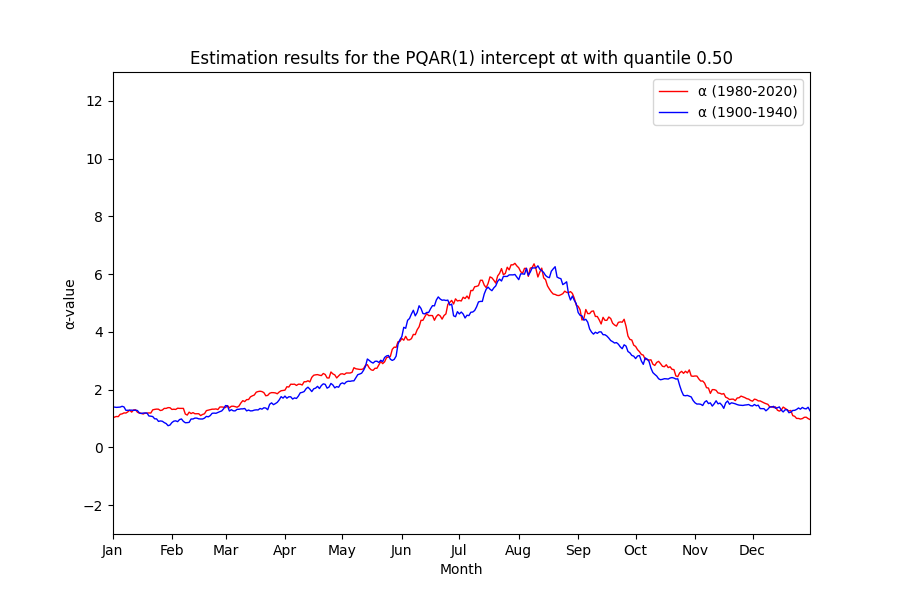 Estimation results for the PQAR(1) intercept αt with quantile 0.50
α (1980-2020)
α (1900-1940)
12
10
8
6
4
2
0
−2
α-value
Jan Feb Mar Apr May Jun Jul Aug Sep Oct Nov Dec
Month